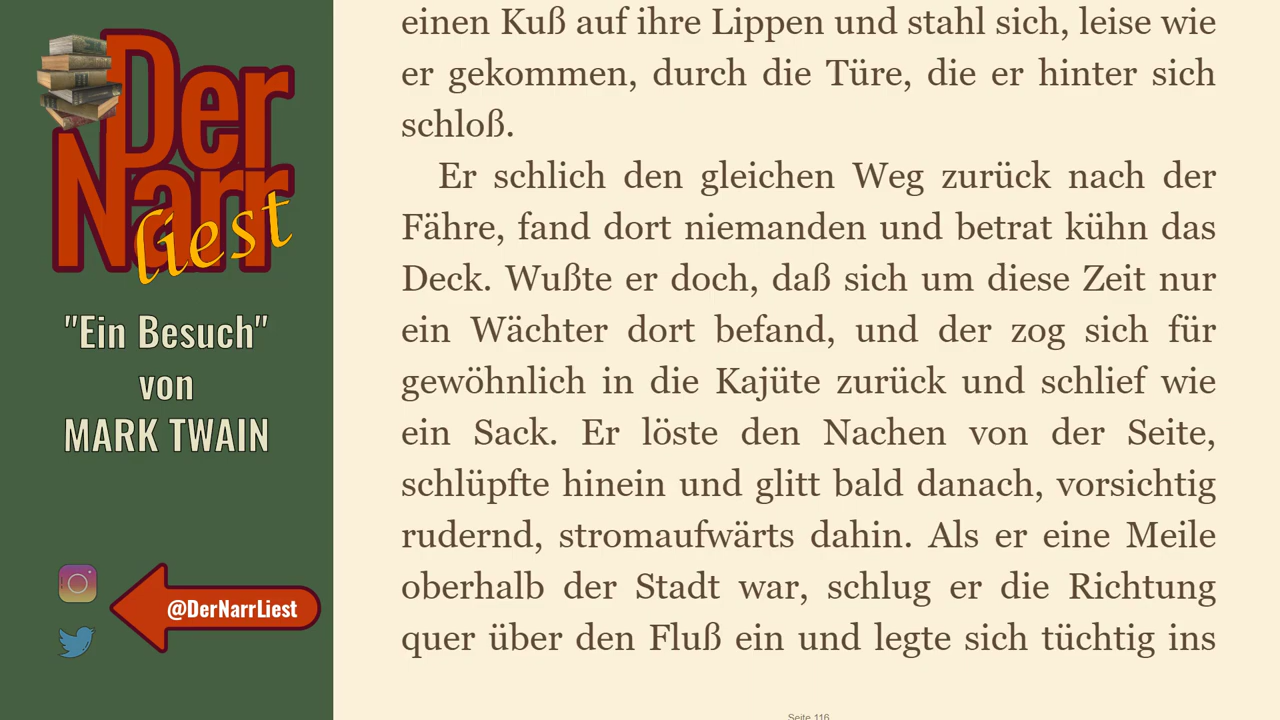 Der
Narr
liest
"Ein Besuch"
von
MARK TWAIN
@DerNarrLiest
einen Kuß auf ihre Lippen und stahl sich, leise wie
er gekommen, durch die Türe, die er hinter sich
schloß.
Er schlich den gleichen Weg zurück nach der
Fähre, fand dort niemanden und betrat kühn das
Deck. Wußte er doch, daß sich um diese Zeit nur
ein Wächter dort befand, und der zog sich für
gewöhnlich in die Kajüte zurück und schlief wie
ein Sack. Er löste den Nachen von der Seite,
schlüpfte hinein und glitt bald danach, vorsichtig
rudernd, stromaufwärts dahin. Als er eine Meile
oberhalb der Stadt war, schlug er die Richtung
quer über den Fluß ein und legte sich tüchtig ins
Seite 116